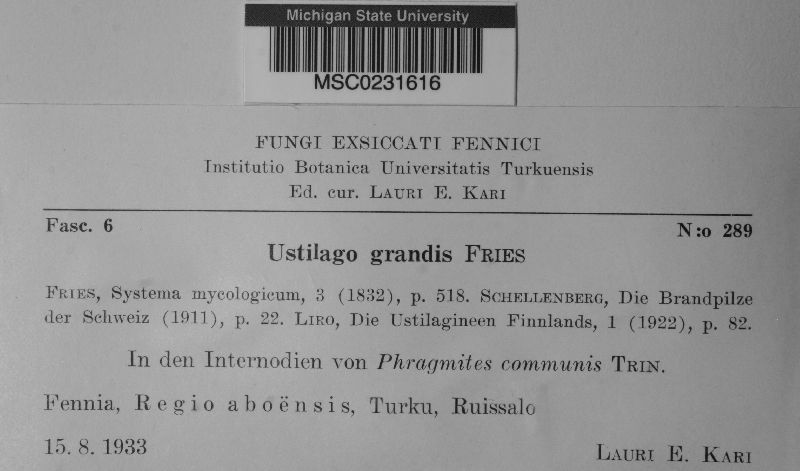 Michigan State University
MSC0231616
FUNGI EXSICCATI FENNICI
Institutio Botanica Universitatis Turkuensis
Ed. cur. LAURI E. KARI
Fasc. 6 N:o 289
Ustilago grandis FRIES
FRIES, Systema mycologicum, 3 (1832), p. 518. SCHELLENBERG, Die Brandpilze
der Schweiz (1911), p. 22. LIRO, Die Ustilagineen Finnlands, 1 (1922), p. 82.
In den Internodien von Phragmites communis TRIN.
Fennia, Regio aboënsis, Turku, Ruissalo
15. 8. 1933 LAURI E. KARI